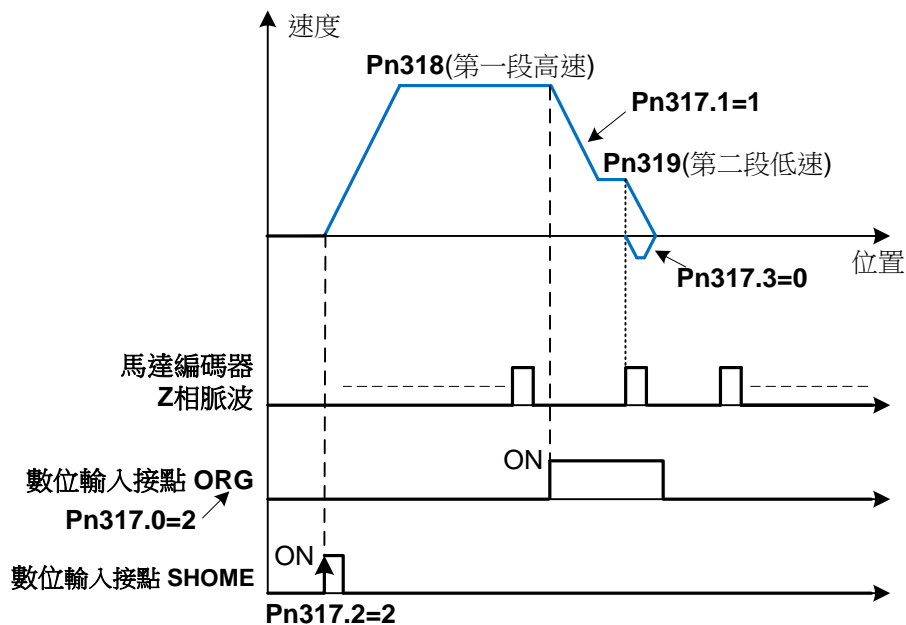 速度
Pn318(第一段高速)
Pn317.1=1
Pn319(第二段低速)
位置
Pn317.3=0
馬達編碼器
Z相脈波
ON
數位輸入接點 ORG
Pn317.0=2
ON
數位輸入接點 SHOME
Pn317.2=2